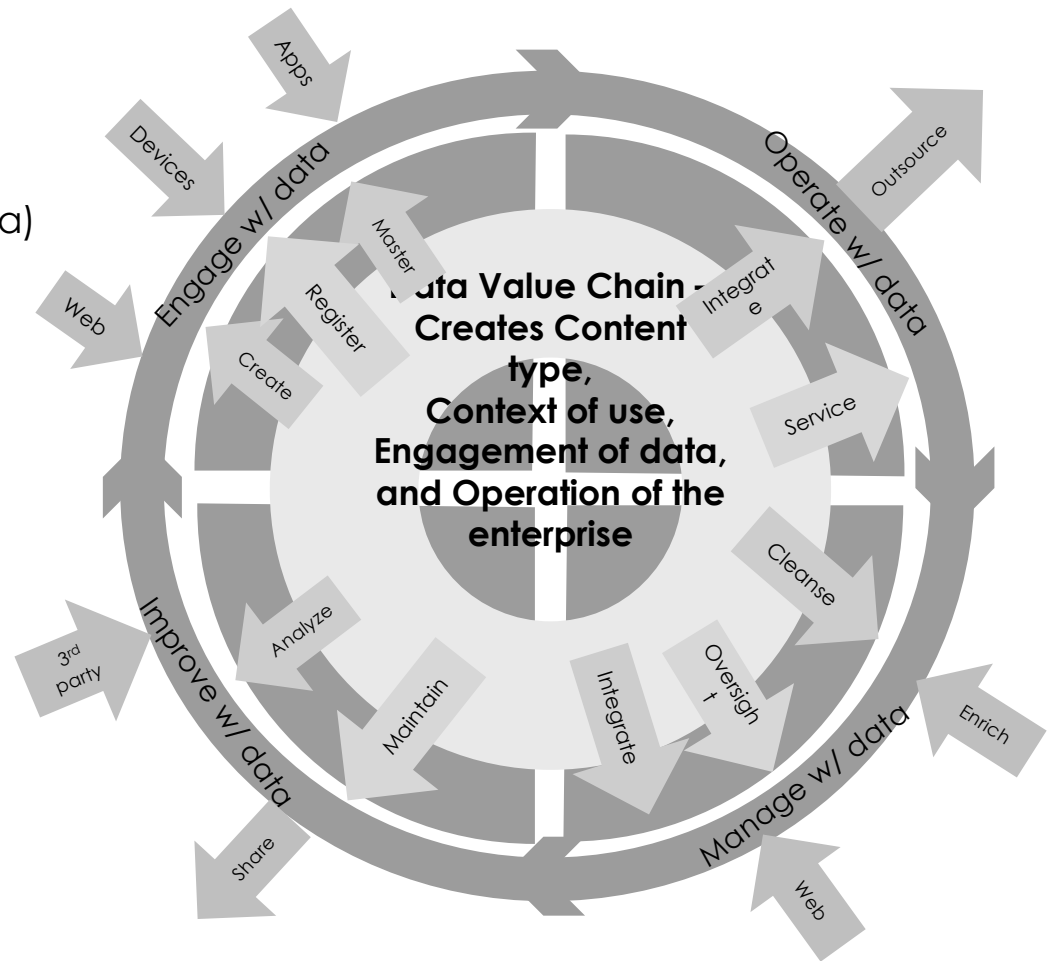 Apps
Devices
Web
a)
Engage w/ data
Master
Register
Create
Operate w/ data
Outsource
Integrat
e
Service
ata Value Chain -
Creates Content
type,
Context of use,
Engagement of data,
and Operation of the
enterprise
Cleanse
Oversigh
t
Integrate
Analyze
Maintain
Improve w/ data
3rd
party
Share
Manage w/ data
Enrich
Web